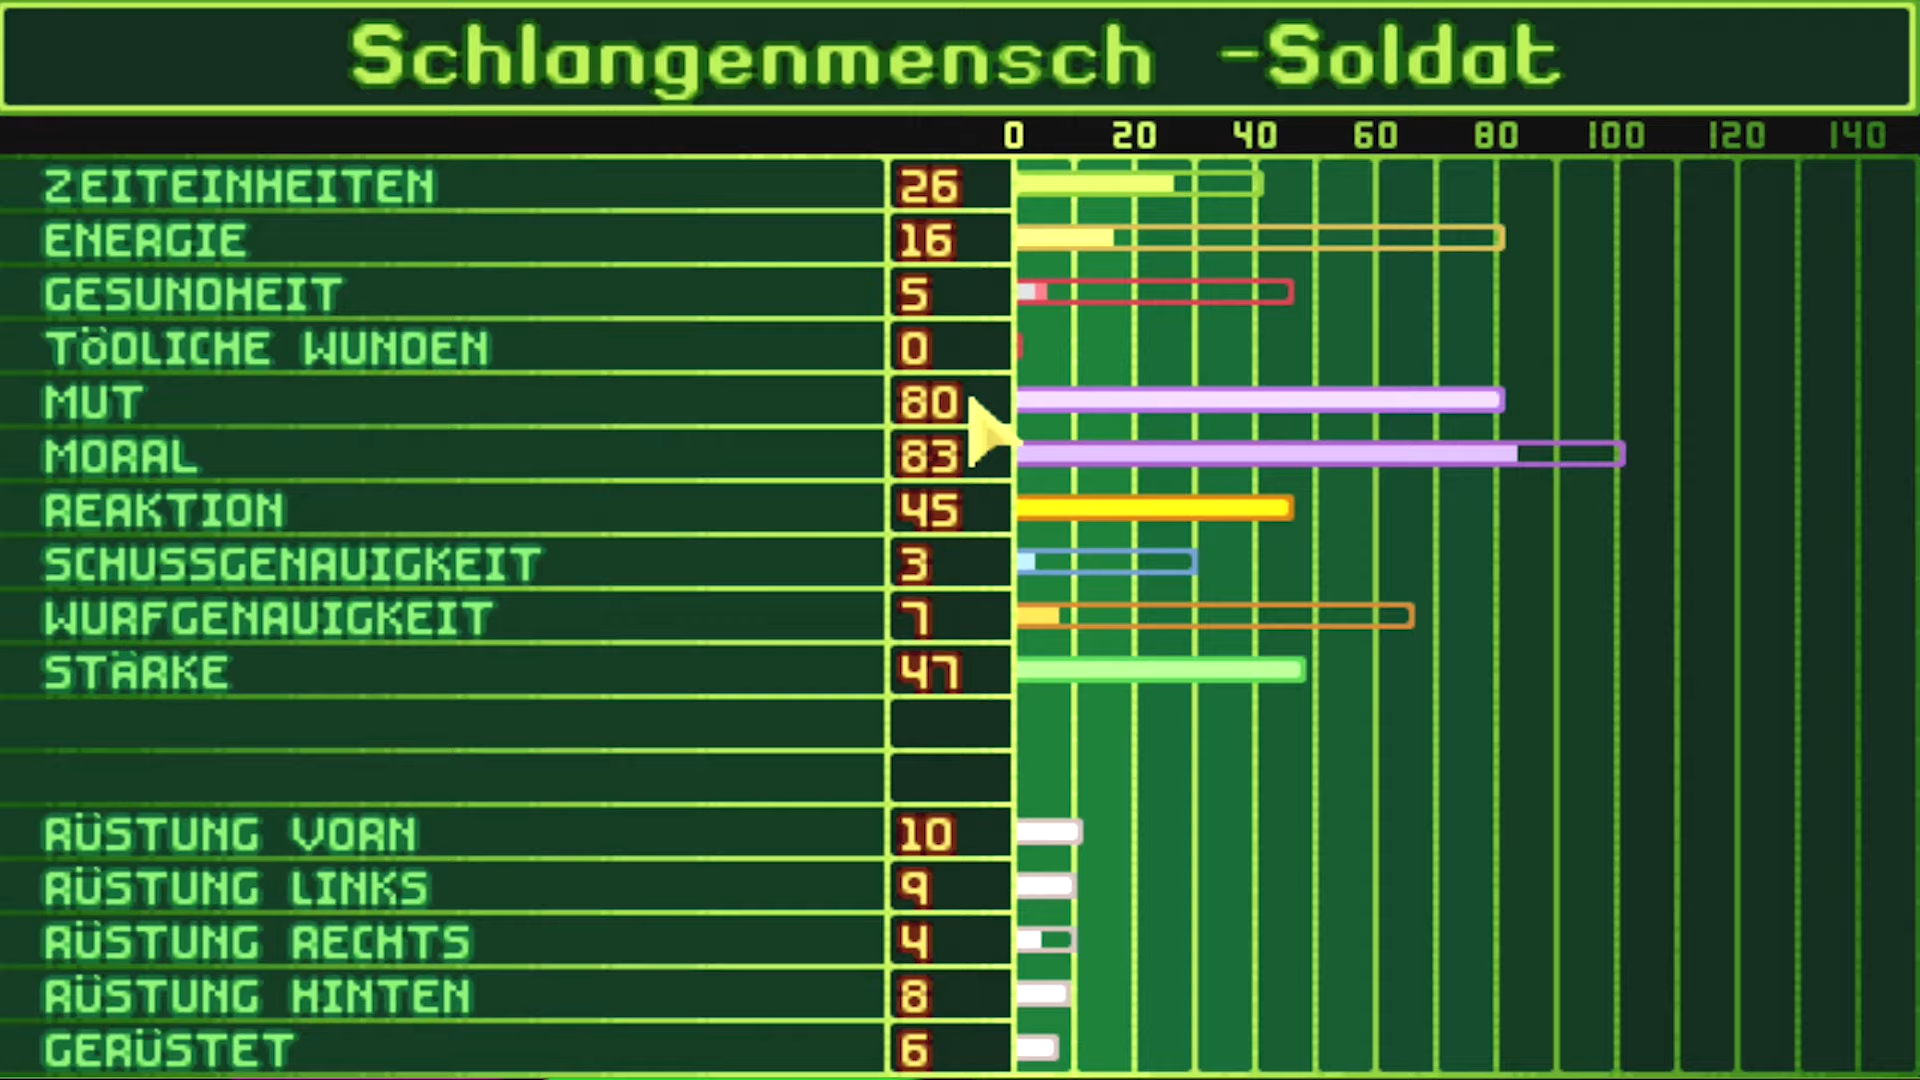 Schlangenmensch -Soldat
0 20 40 60 80 100 120 140
ZEITEINHEITEN 26
ENERGIE 16
GESUNDHEIT 5
TÖDLICHE WUNDEN 0
MUT 80
MORAL 83
REAKTION 45
SCHUSSGENAUIGKEIT 3
WURFGENAUIGKEIT 7
STÄRKE 47
RÜSTUNG VORN 10
RÜSTUNG LINKS 9
RÜSTUNG RECHTS 4
RÜSTUNG HINTEN 8
GERÜSTET 6